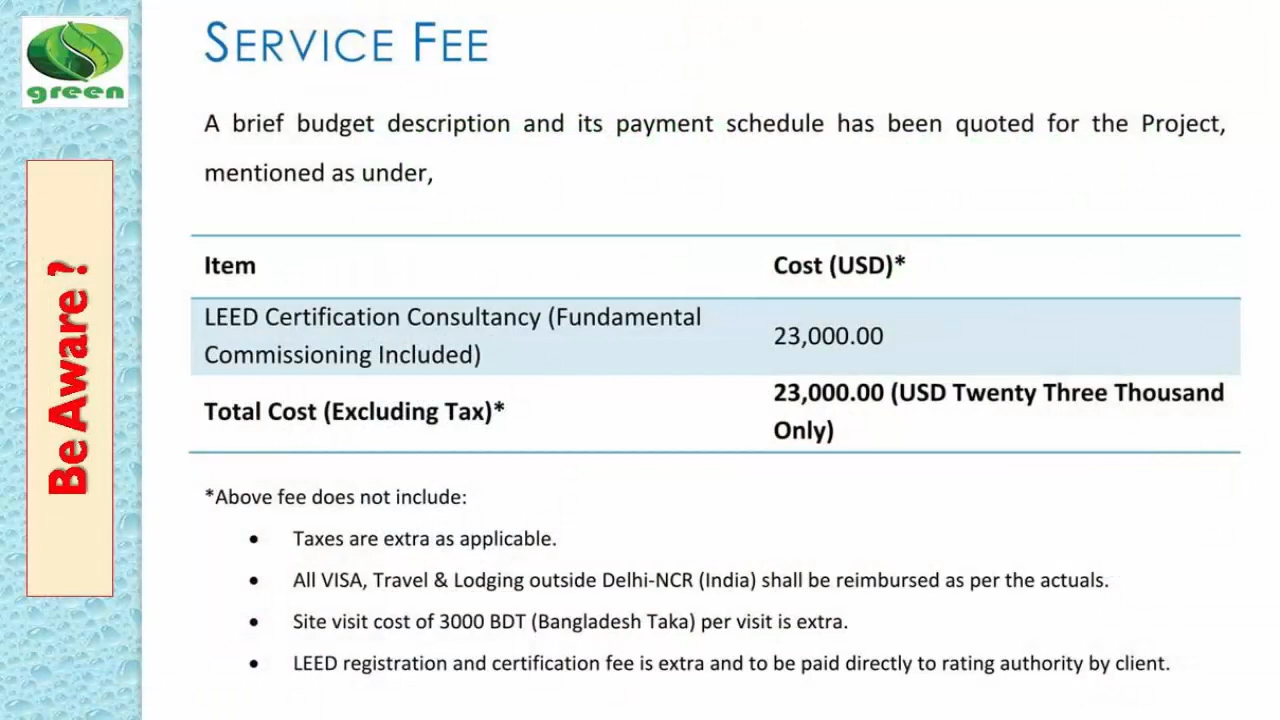 green
Be Aware ?
SERVICE FEE
A brief budget description and its payment schedule has been quoted for the Project,
mentioned as under,
Item Cost (USD)*
LEED Certification Consultancy (Fundamental
Commissioning Included) 23,000.00
Total Cost (Excluding Tax)* 23,000.00 (USD Twenty Three Thousand
Only)
*Above fee does not include:
• Taxes are extra as applicable.
• All VISA, Travel & Lodging outside Delhi-NCR (India) shall be reimbursed as per the actuals.
• Site visit cost of 3000 BDT (Bangladesh Taka) per visit is extra.
• LEED registration and certification fee is extra and to be paid directly to rating authority by client.